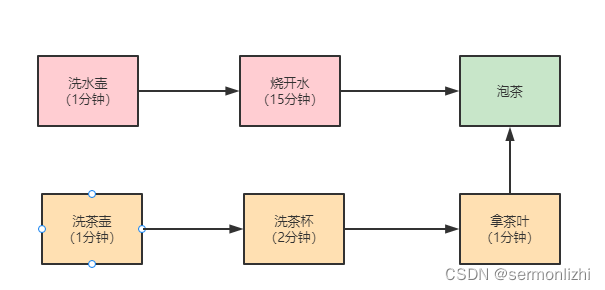 洗水壶
（1分钟）
烧开水
（15分钟）
泡茶
洗茶壶
（1分钟）
洗茶杯
（2分钟）
拿茶叶
（1分钟）
CSDN @sermonlizhi